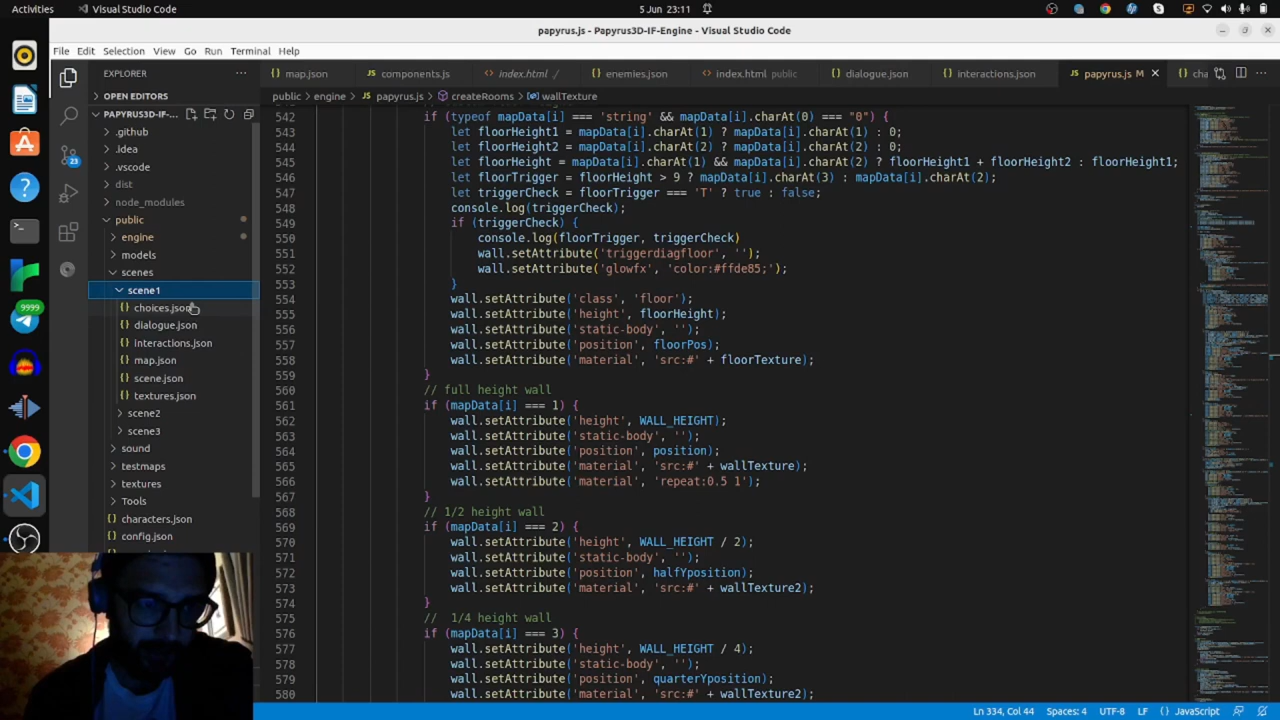 Activities
Visual Studio Code
5 Jun 23:11
papyrus.js - Papyrus3D-IF-Engine - Visual Studio Code
File Edit Selection View Go Run Terminal Help
EXPLORER
OPEN EDITORS
PAPYRUS3D-IF-...
.github
.idea
.vscode
dist
node_modules
public
engine
models
scenes
scene1
choices.json
dialogue.json
interactions.json
map.json
scene.json
textures.json
scene2
scene3
sound
testmaps
textures
Tools
characters.json
config.json
23
9999
map.json components.js index.html / enemies.json index.html public dialogue.json interactions.json papyrus.js M cha
public > engine > papyrus.js > createRooms > wallTexture
542 if (typeof mapData[i] === 'string' && mapData[i].charAt(0) === "0") {
543 let floorHeight1 = mapData[i].charAt(1) ? mapData[i].charAt(1) : 0;
544 let floorHeight2 = mapData[i].charAt(2) ? mapData[i].charAt(2) : 0;
545 let floorHeight = mapData[i].charAt(1) && mapData[i].charAt(2) ? floorHeight1 + floorHeight2 : floorHeight1;
546 let floorTrigger = floorHeight > 9 ? mapData[i].charAt(3) : mapData[i].charAt(2);
547 let triggerCheck = floorTrigger === 'T' ? true : false;
548 console.log(triggerCheck);
549 if (triggerCheck) {
550 console.log(floorTrigger, triggerCheck)
551 wall.setAttribute('triggerdiagfloor', '');
552 wall.setAttribute('glowfx', 'color:#ffde85;');
553 }
554 wall.setAttribute('class', 'floor');
555 wall.setAttribute('height', floorHeight);
556 wall.setAttribute('static-body', '');
557 wall.setAttribute('position', floorPos);
558 wall.setAttribute('material', 'src:#' + floorTexture);
559 }
560 // full height wall
561 if (mapData[i] === 1) {
562 wall.setAttribute('height', WALL_HEIGHT);
563 wall.setAttribute('static-body', '');
564 wall.setAttribute('position', position);
565 wall.setAttribute('material', 'src:#' + wallTexture);
566 wall.setAttribute('material', 'repeat:0.5 1');
567 }
568 // 1/2 height wall
569 if (mapData[i] === 2) {
570 wall.setAttribute('height', WALL_HEIGHT / 2);
571 wall.setAttribute('static-body', '');
572 wall.setAttribute('position', halfYposition);
573 wall.setAttribute('material', 'src:#' + wallTexture2);
574 }
575 // 1/4 height wall
576 if (mapData[i] === 3) {
577 wall.setAttribute('height', WALL_HEIGHT / 4);
578 wall.setAttribute('static-body', '');
579 wall.setAttribute('position', quarterYposition);
580 wall.setAttribute('material', 'src:#' + wallTexture2);
Ln 334, Col 44 Spaces: 4 UTF-8 LF { } JavaScript